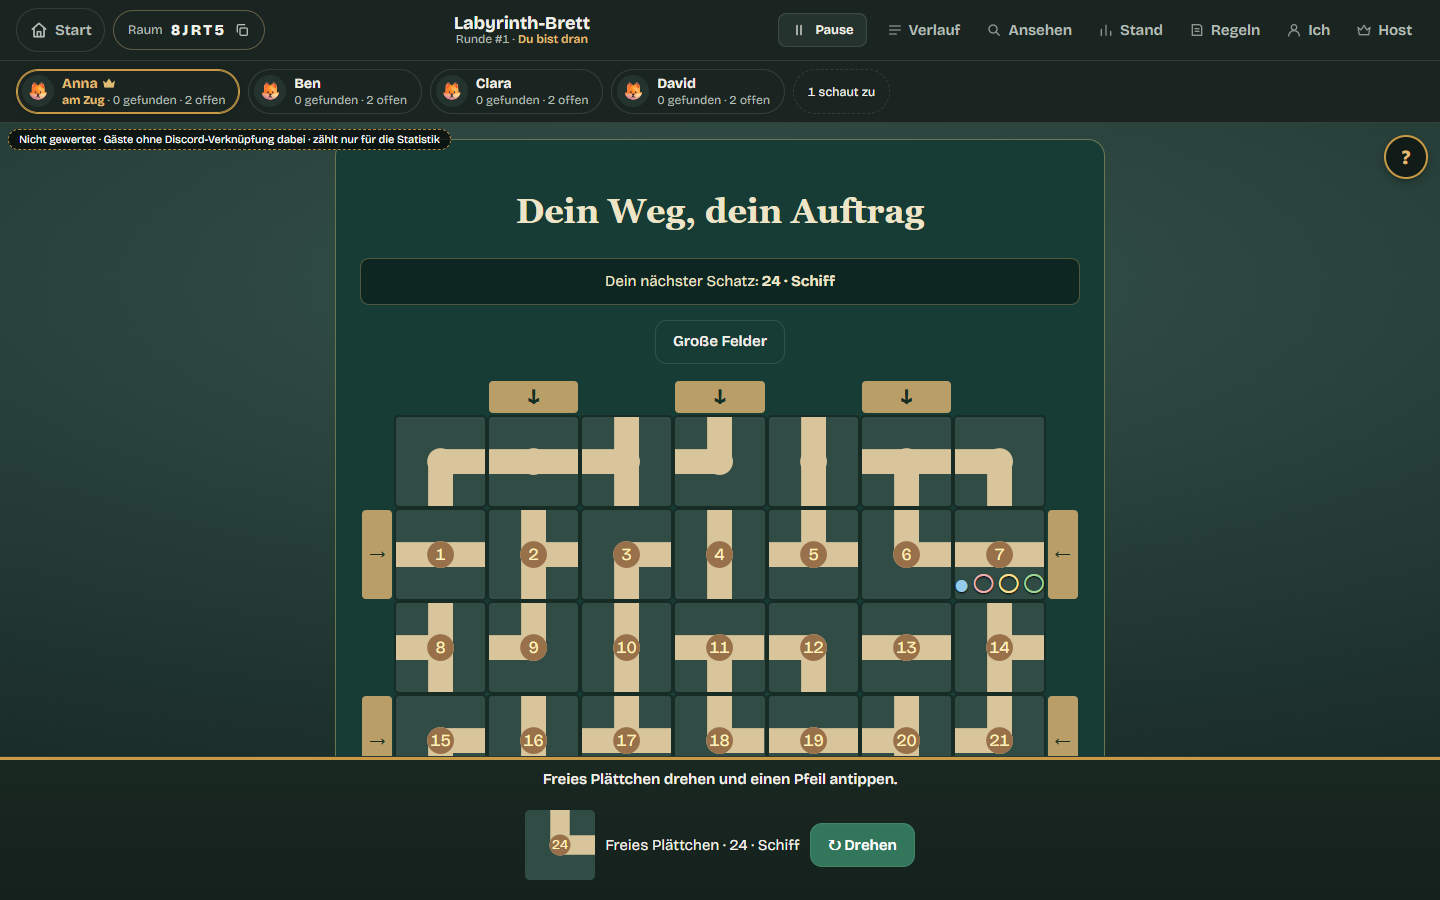 Start
Raum 8JRT5
Labyrinth-Brett
Runde #1 · Du bist dran
Pause
Verlauf
Ansehen
Stand
Regeln
Ich
Host
Anna
am Zug · 0 gefunden · 2 offen
Ben
0 gefunden · 2 offen
Clara
0 gefunden · 2 offen
David
0 gefunden · 2 offen
1 schaut zu
Nicht gewertet · Gäste ohne Discord-Verknüpfung dabei · zählt nur für die Statistik
?
Dein Weg, dein Auftrag
Dein nächster Schatz: 24 · Schiff
Große Felder
↓ ↓ ↓
→ 1 2 3 4 5 6 7 ←
8 9 10 11 12 13 14
→ 15 16 17 18 19 20 21 ←
Freies Plättchen drehen und einen Pfeil antippen.
24
Freies Plättchen · 24 · Schiff
↻ Drehen